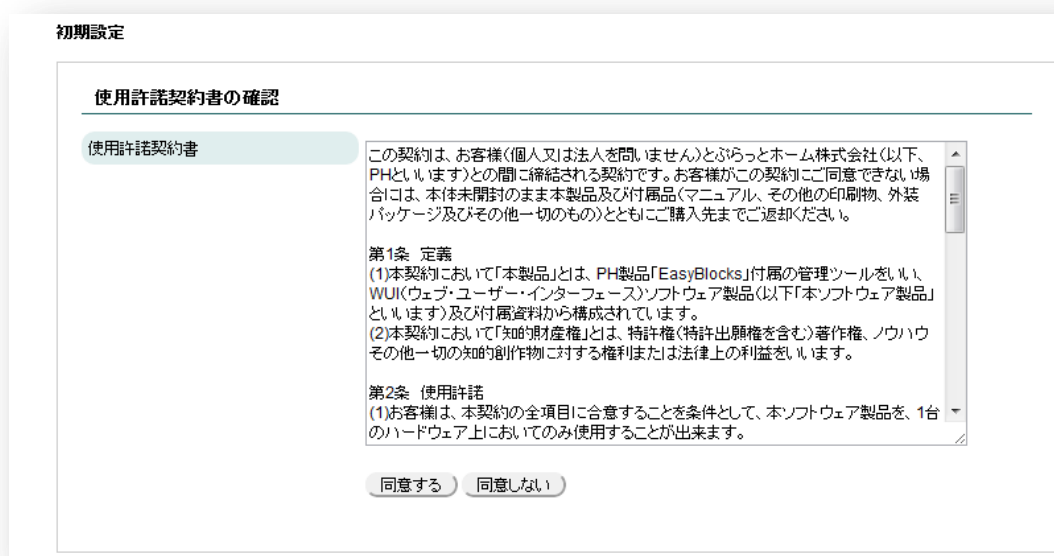 初期設定
使用許諾契約書の確認
使用許諾契約書
この契約は、お客様(個人又は法人を問いません)とぷらっとホーム株式会社(以下、
PHといいます)との間に締結される契約です。お客様がこの契約にご同意できない場
合には、本体未開封のまま本製品及び付属品(マニュアル、その他の印刷物、外装
パッケージ及びその他一切のもの)とともにご購入先までご返却ください。
第1条 定義
(1)本契約において「本製品」とは、PH製品「EasyBlocks」付属の管理ツールをいい、
WUI(ウェブ・ユーザー・インターフェース)ソフトウェア製品(以下「本ソフトウェア製品」
といいます)及び付属資料から構成されています。
(2)本契約において「知的財産権」とは、特許権(特許出願権を含む)著作権、ノウハウ
その他一切の知的創作物に対する権利または法律上の利益をいいます。
第2条 使用許諾
(1)お客様は、本契約の全項目に合意することを条件として、本ソフトウェア製品を、1台
のハードウェア上においてのみ使用することが出来ます。
同意する 同意しない